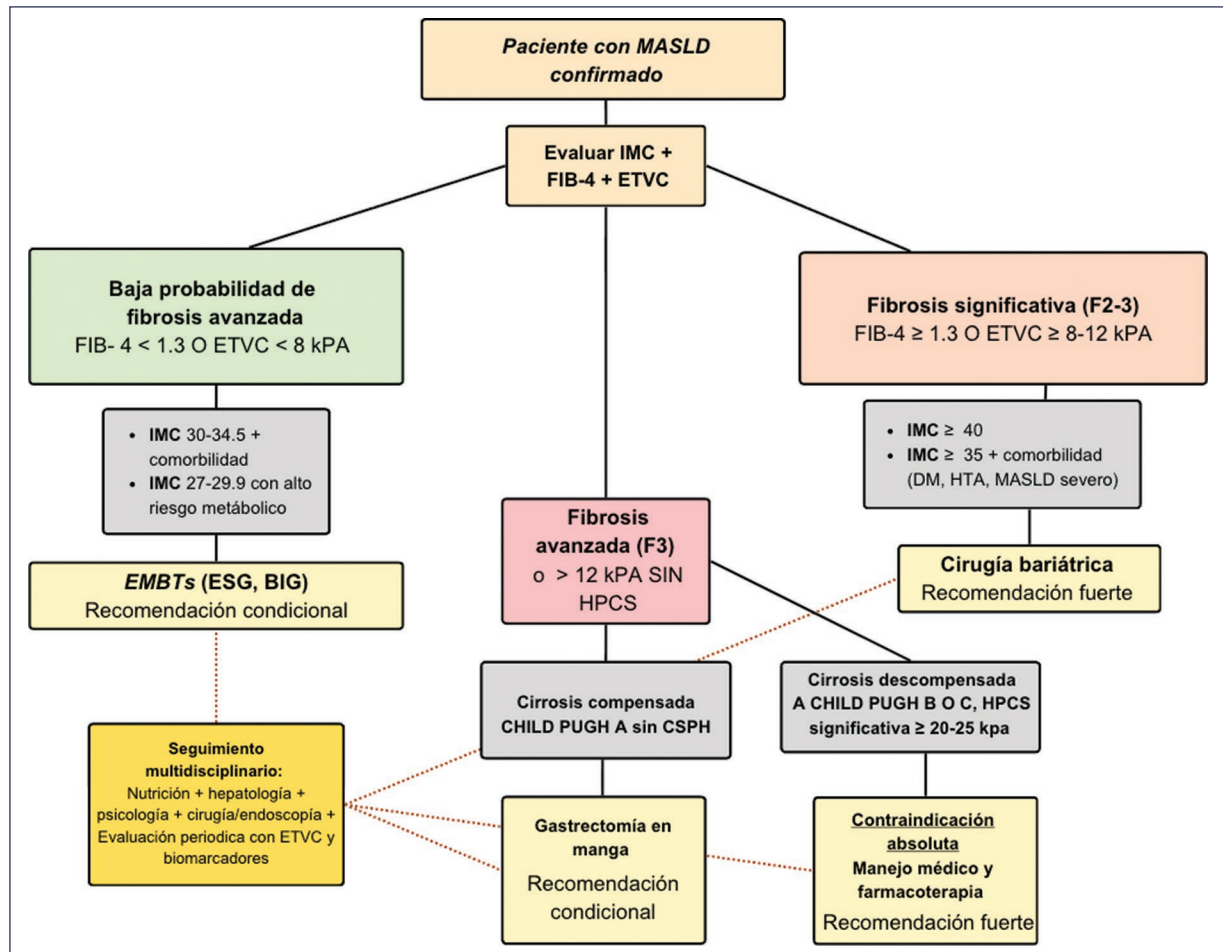 Paciente con MASLD
confirmado
Evaluar IMC +
FIB-4 + ETVC
Baja probabilidad de
fibrosis avanzada
FIB- 4 < 1.3 O ETVC < 8 kPA
• IMC 30-34.5 +
comorbilidad
• IMC 27-29.9 con alto
riesgo metábolico
EMBTs (ESG, BIG)
Recomendación condicional
Seguimiento
multidisciplinario:
Nutrición + hepatología +
psicología + cirugía/endoscopía +
Evaluación periodica con ETVC y
biomarcadores
Fibrosis
avanzada (F3)
o > 12 kPA SIN
HPCS
Cirrosis compensada
CHILD PUGH A sin CSPH
Gastrectomía en
manga
Recomendación
condicional
Fibrosis significativa (F2-3)
FIB-4 ≥ 1.3 O ETVC ≥ 8-12 kPA
• IMC ≥ 40
• IMC ≥ 35 + comorbilidad
(DM, HTA, MASLD severo)
Cirugía bariátrica
Recomendación fuerte
Cirrosis descompensada
A CHILD PUGH B O C, HPCS
significativa ≥ 20-25 kpa
Contraindicación
absoluta
Manejo médico y
farmacoterapia
Recomendación fuerte